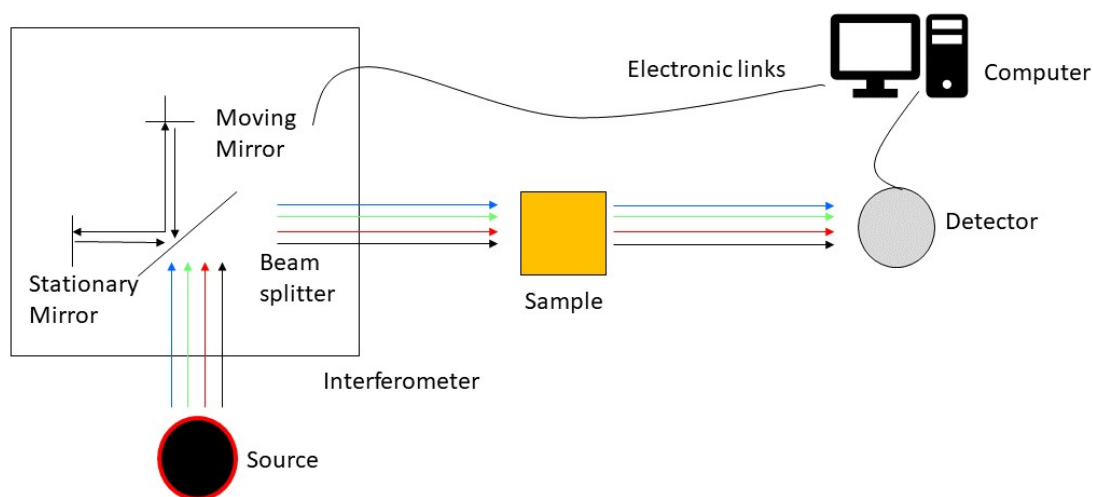 Electronic links
Computer
Moving
Mirror
Detector
Stationary
Mirror
Beam
splitter
Sample
Interferometer
Source